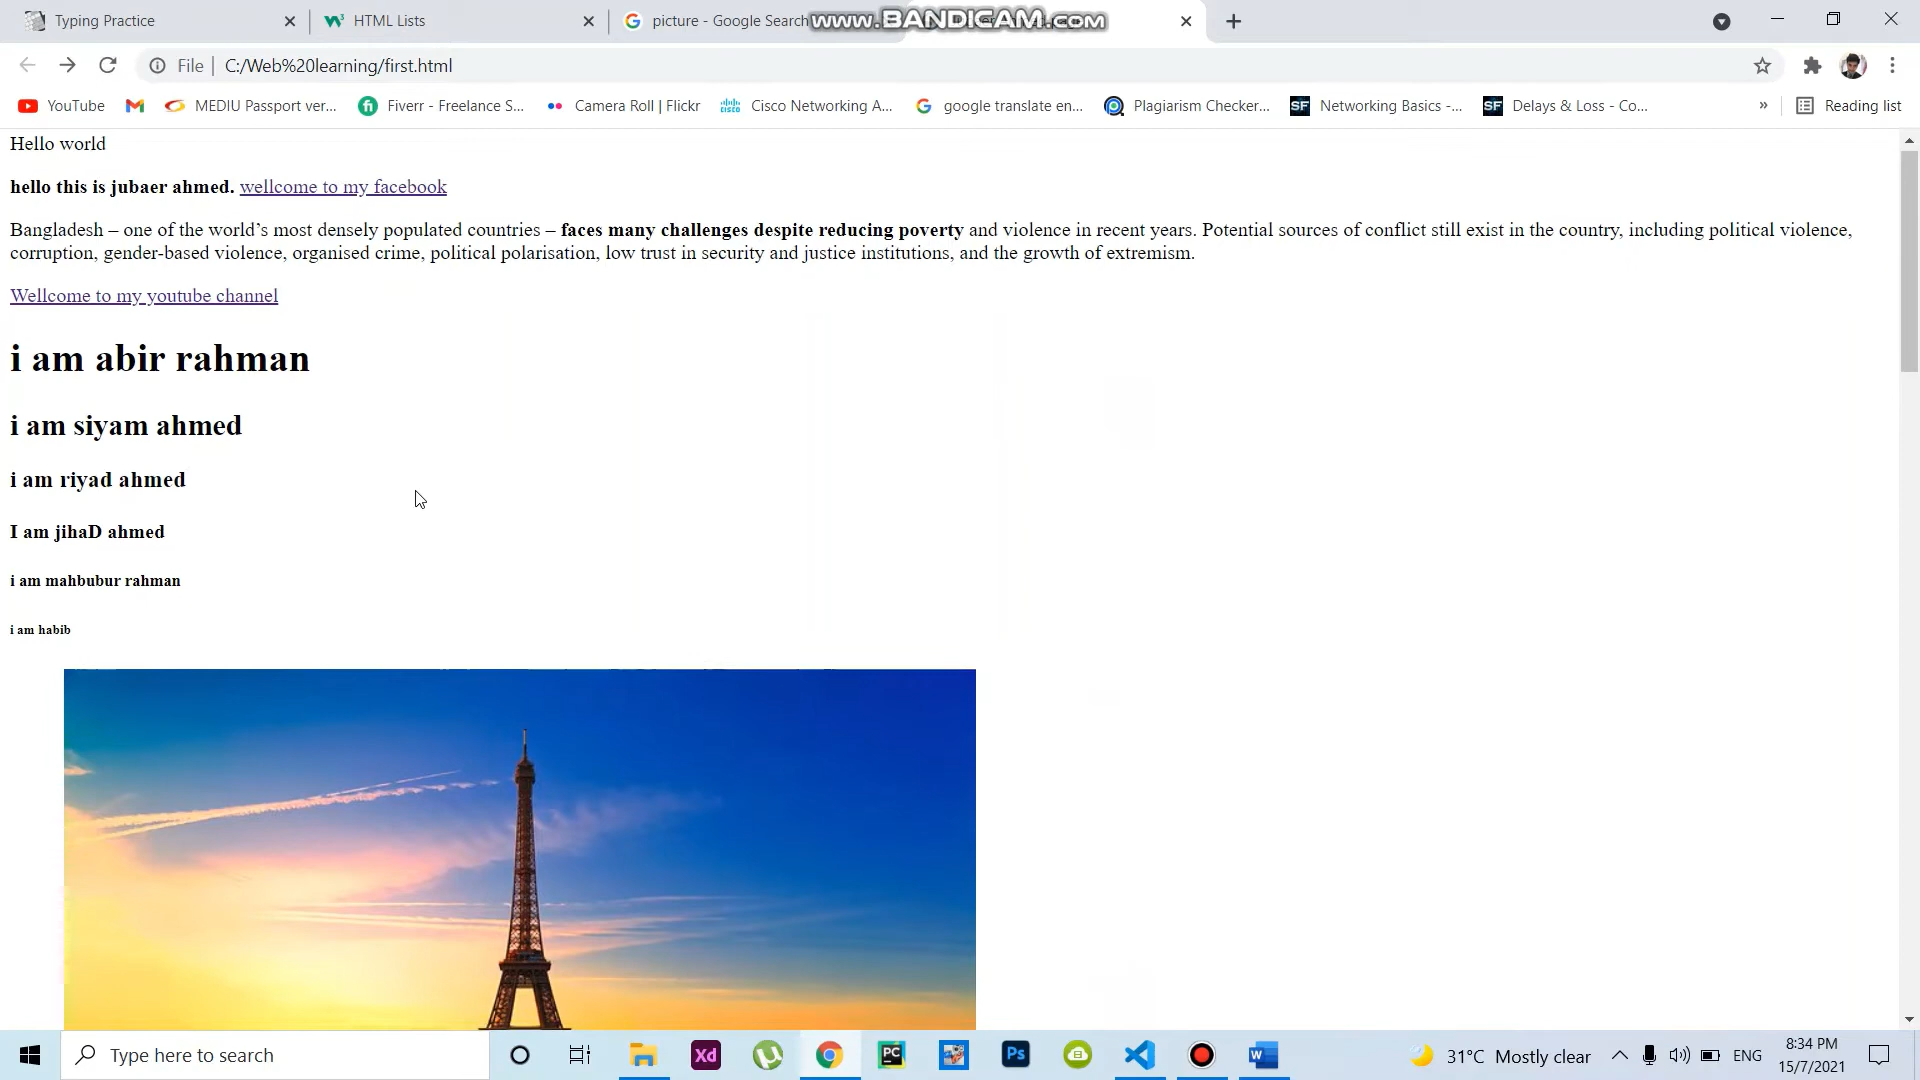 Typing Practice
HTML Lists
picture - Google Search
www.BANDICAM.com
File
C:/Web%20learning/first.html
YouTube
MEDIU Passport ver...
Fiverr - Freelance S...
Camera Roll | Flickr
Cisco Networking A...
google translate en...
Plagiarism Checker...
Networking Basics -...
Delays & Loss - Co...
»
Reading list
Hello world
hello this is jubaer ahmed. wellcome to my facebook
Bangladesh – one of the world’s most densely populated countries – faces many challenges despite reducing poverty and violence in recent years. Potential sources of conflict still exist in the country, including political violence,
corruption, gender-based violence, organised crime, political polarisation, low trust in security and justice institutions, and the growth of extremism.
Wellcome to my youtube channel
i am abir rahman
i am siyam ahmed
i am riyad ahmed
I am jihaD ahmed
i am mahbubur rahman
i am habib
Type here to search
Xd
PC
Ps
W
31°C Mostly clear
ENG
8:34 PM
15/7/2021